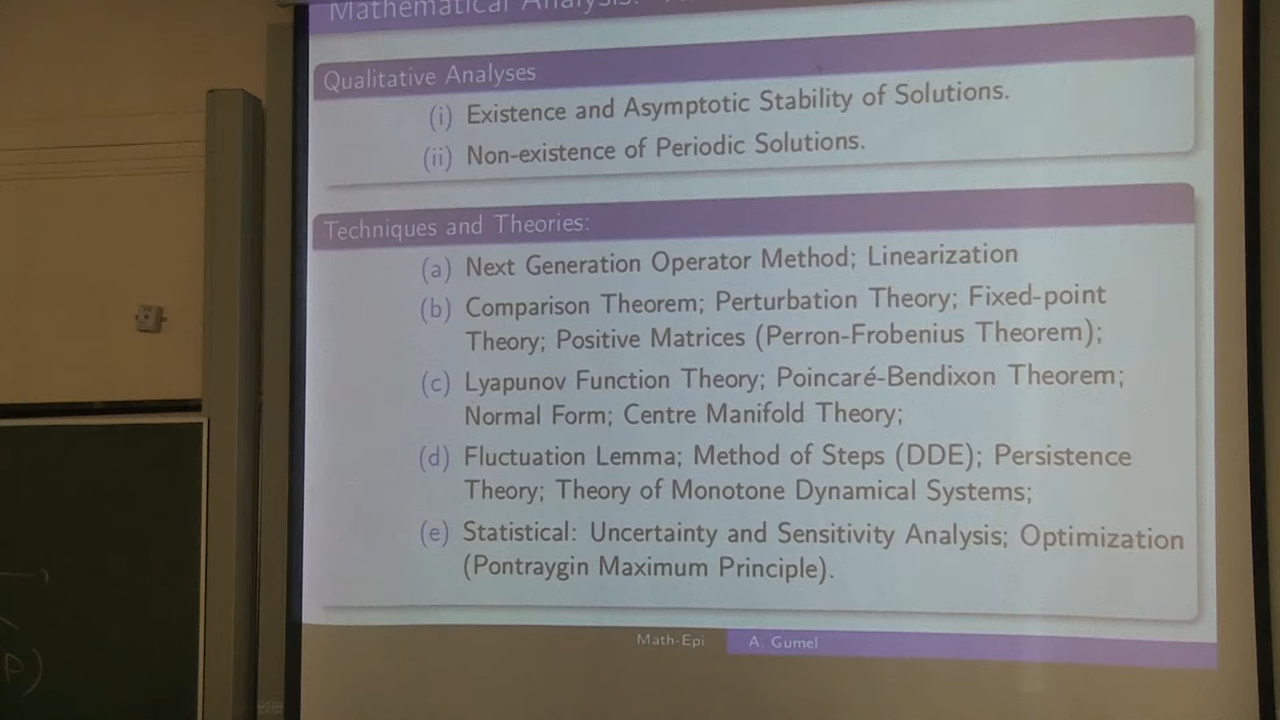 Mathematical Analysis:
Qualitative Analyses
(i) Existence and Asymptotic Stability of Solutions.
(ii) Non-existence of Periodic Solutions.
Techniques and Theories:
(a) Next Generation Operator Method; Linearization
(b) Comparison Theorem; Perturbation Theory; Fixed-point
Theory; Positive Matrices (Perron-Frobenius Theorem);
(c) Lyapunov Function Theory; Poincaré-Bendixon Theorem;
Normal Form; Centre Manifold Theory;
(d) Fluctuation Lemma; Method of Steps (DDE); Persistence
Theory; Theory of Monotone Dynamical Systems;
(e) Statistical: Uncertainty and Sensitivity Analysis; Optimization
(Pontraygin Maximum Principle).
Math-Epi A. Gumel